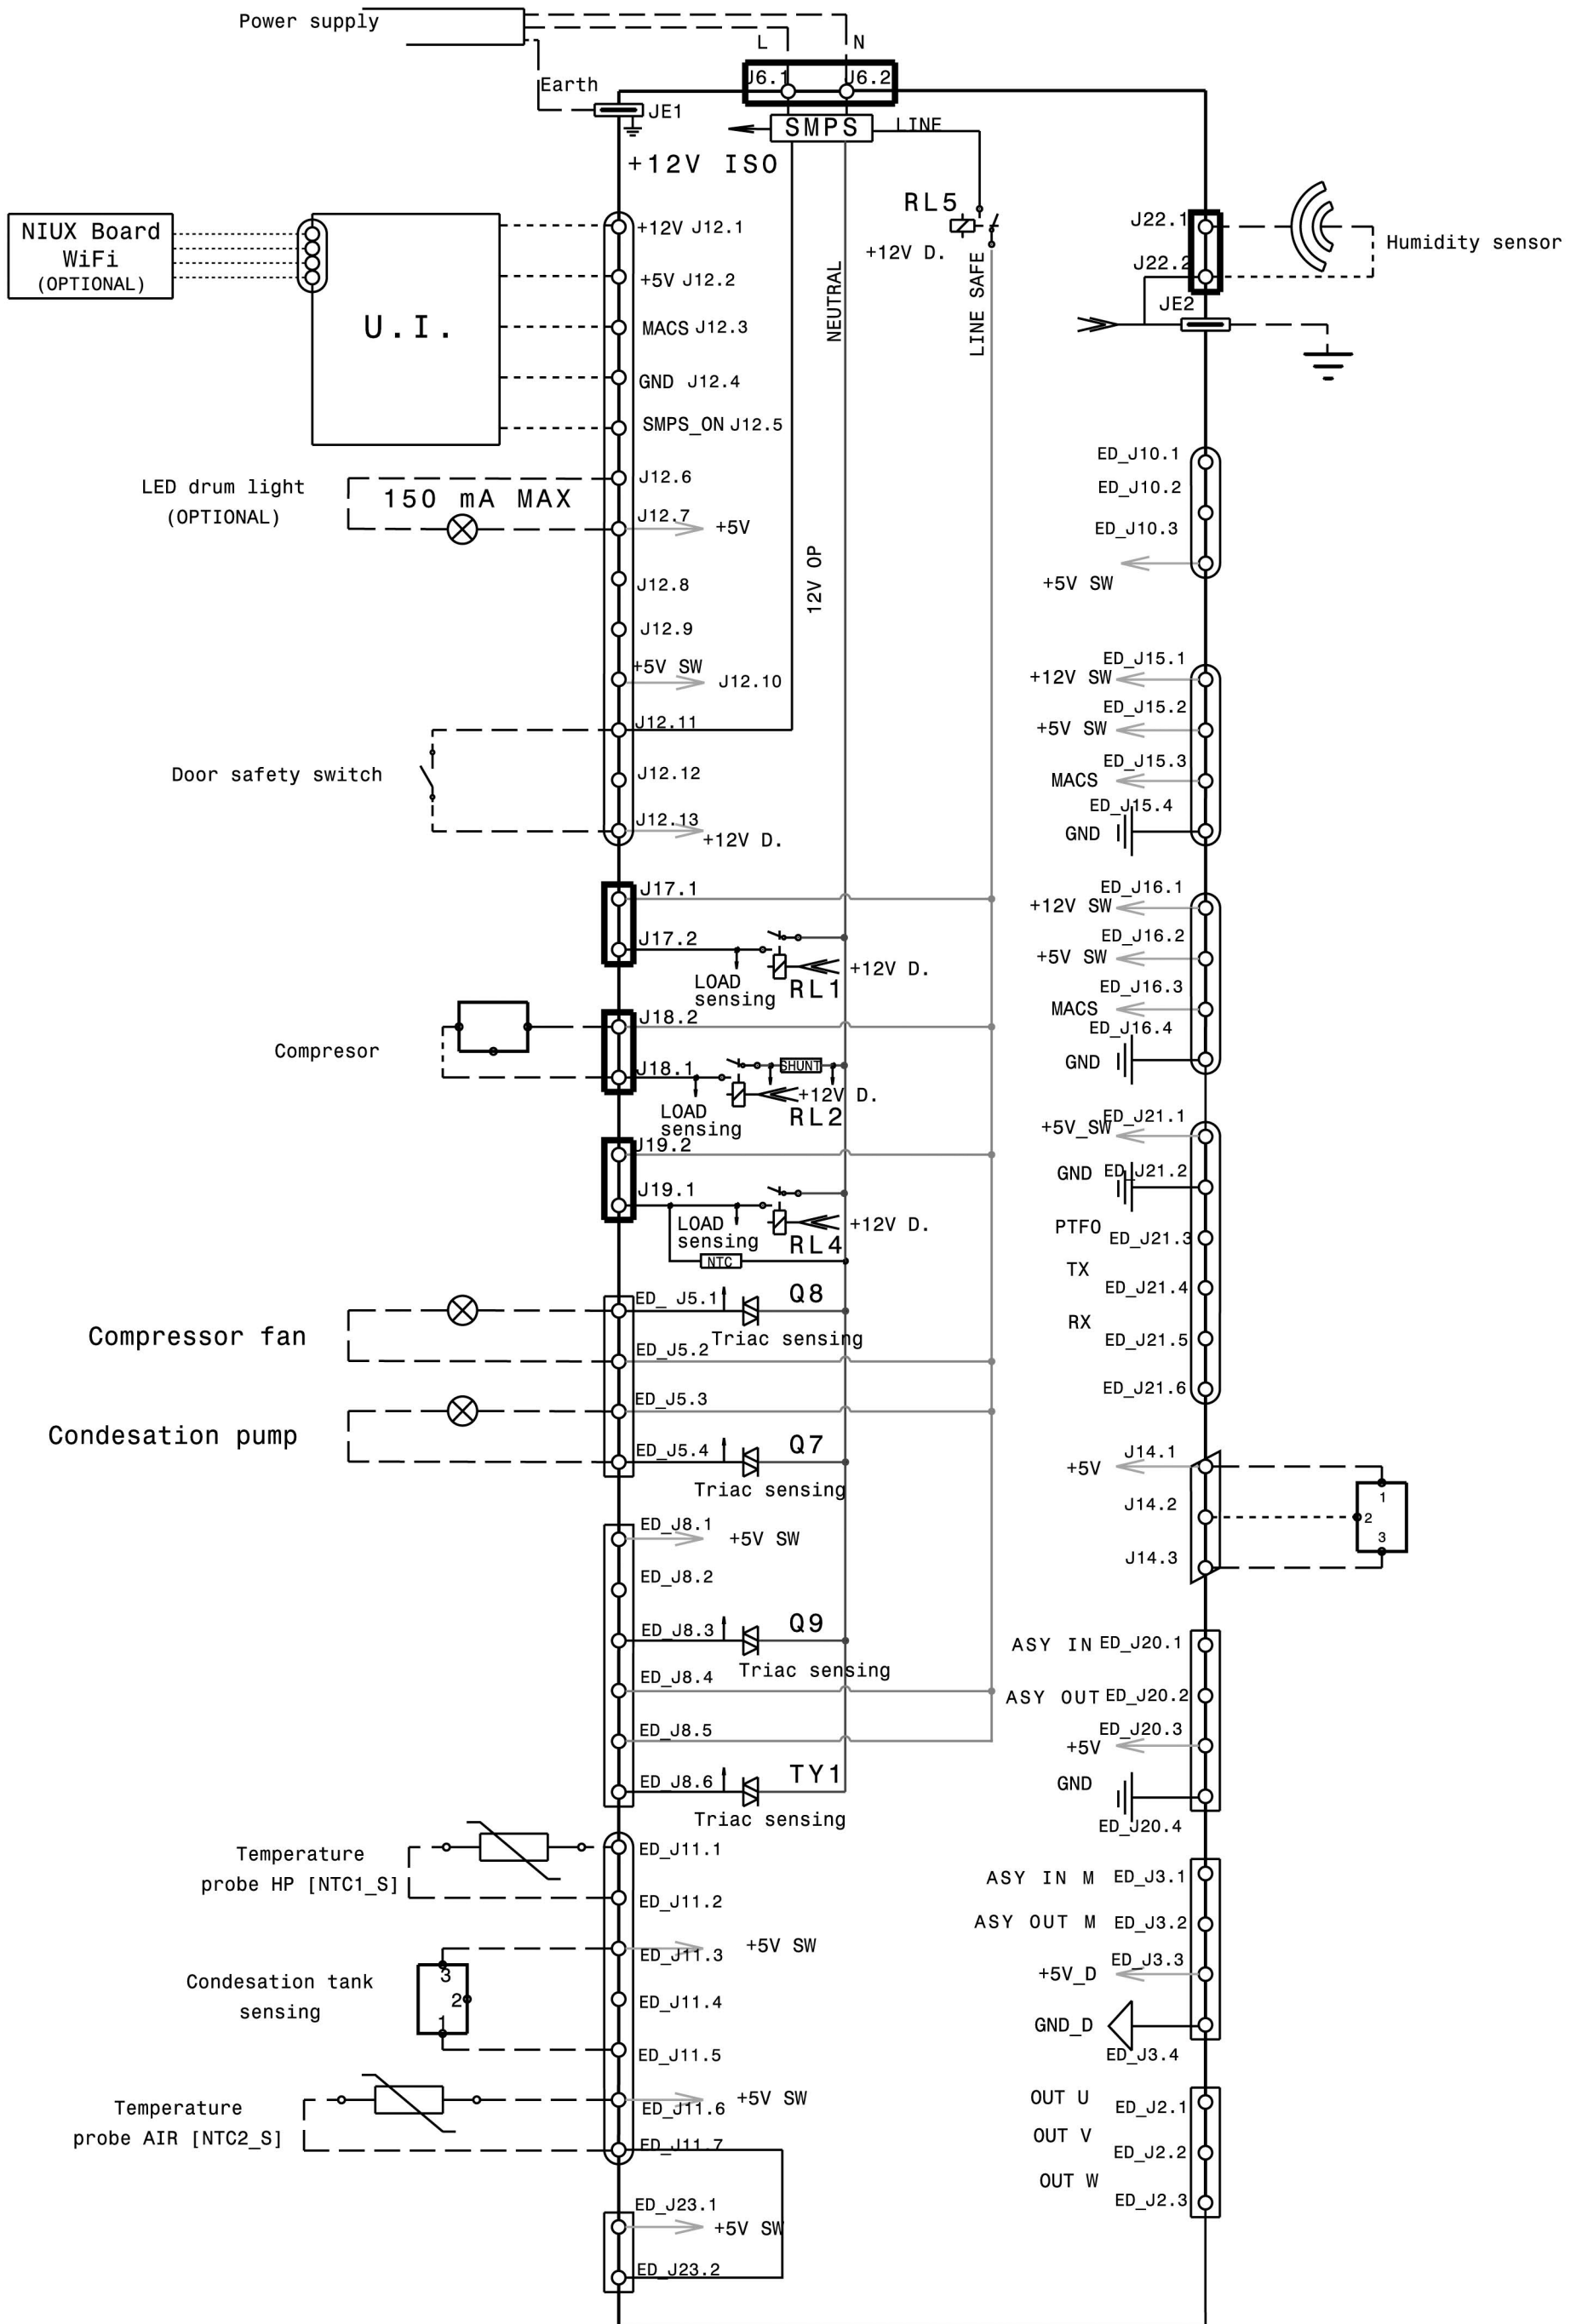 Power supply
L
N
J6.1
J6.2
Earth
JE1
SMPS
LINE
+12V ISO
RL5
+12V D.
NEUTRAL
LINE SAFE
12V OP
NIUX Board
WiFi
(OPTIONAL)
U.I.
+12V J12.1
+5V J12.2
MACS J12.3
GND J12.4
SMPS_ON J12.5
LED drum light
(OPTIONAL)
150 mA MAX
J12.6
J12.7
+5V
J12.8
J12.9
+5V SW
J12.10
J12.11
Door safety switch
J12.12
J12.13
+12V D.
J17.1
J17.2
LOAD
sensing
RL1
+12V D.
Compresor
J18.2
J18.1
SHUNT
LOAD
sensing
+12V D.
RL2
J19.2
J19.1
LOAD
sensing
+12V D.
RL4
NTC
Compressor fan
ED_ J5.1
Q8
Triac sensing
ED_J5.2
Condesation pump
ED_J5.3
ED_J5.4
Q7
Triac sensing
ED_J8.1
+5V SW
ED_J8.2
ED_J8.3
Q9
Triac sensing
ED_J8.4
ED_J8.5
ED_J8.6
TY1
Triac sensing
Temperature
probe HP [NTC1_S]
ED_J11.1
ED_J11.2
Condesation tank
sensing
3
2
1
ED_J11.3
+5V SW
ED_J11.4
ED_J11.5
Temperature
probe AIR [NTC2_S]
ED_J11.6
+5V SW
ED_J11.7
ED_J23.1
+5V SW
ED_J23.2
J22.1
J22.2
Humidity sensor
JE2
ED_J10.1
ED_J10.2
ED_J10.3
+5V SW
ED_J15.1
+12V SW
ED_J15.2
+5V SW
ED_J15.3
MACS
ED_J15.4
GND
ED_J16.1
+12V SW
ED_J16.2
+5V SW
ED_J16.3
MACS
ED_J16.4
GND
ED_J21.1
+5V_SW
GND ED_J21.2
PTFO
ED_J21.3
TX
ED_J21.4
RX
ED_J21.5
ED_J21.6
J14.1
+5V
J14.2
J14.3
1
2
3
ASY IN ED_J20.1
ASY OUT ED_J20.2
ED_J20.3
+5V
GND
ED_J20.4
ASY IN M ED_J3.1
ASY OUT M ED_J3.2
ED_J3.3
+5V_D
GND_D
ED_J3.4
OUT U
ED_J2.1
OUT V
ED_J2.2
OUT W
ED_J2.3